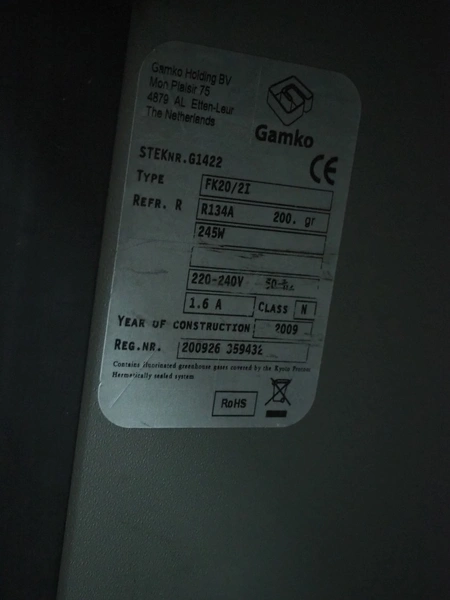 Gamko Holding BV
Mon Plaisir 75
4879 AL Etten-Leur
The Netherlands
Gamko
CE
STEKNR.G1422
TYPE FK20/2I
REFR. R R134A 200. gr
245W
220-240V
1.6 A CLASS N
YEAR OF CONSTRUCTION 2009
REG.NR. 200926 359432
Contains fluorinated greenhouse gases covered by the Kyoto Protocol
Hermetically sealed system
RoHS